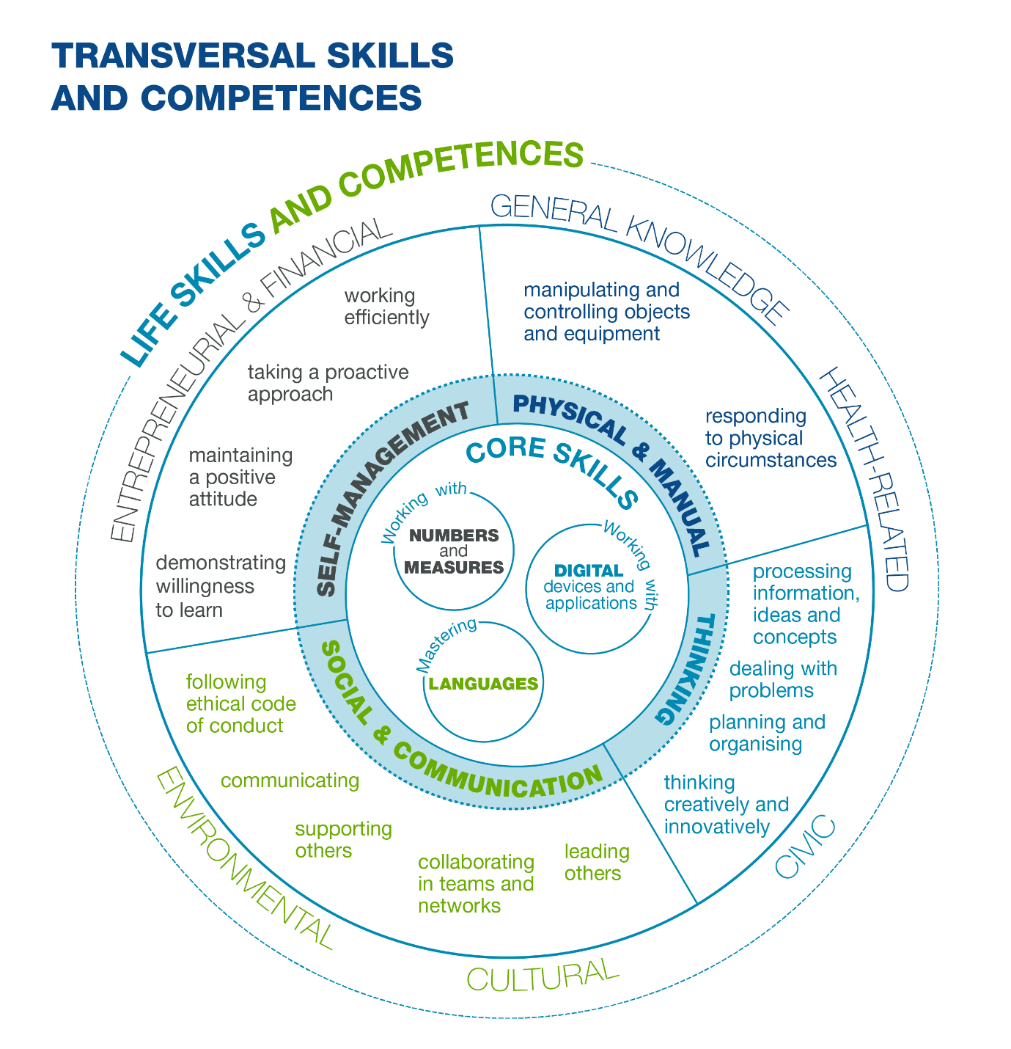 TRANSVERSAL SKILLS
AND COMPETENCES
LIFE SKILLS AND COMPETENCES
ENTREPRENEURIAL & FINANCIAL
GENERAL KNOWLEDGE
HEALTH-RELATED
CIVIC
CULTURAL
ENVIRONMENTAL
SELF-MANAGEMENT
working
efficiently
taking a proactive
approach
maintaining
a positive
attitude
demonstrating
willingness
to learn
PHYSICAL & MANUAL
manipulating and
controlling objects
and equipment
responding
to physical
circumstances
THINKING
processing
information,
ideas and
concepts
dealing with
problems
planning and
organising
thinking
creatively and
innovatively
SOCIAL & COMMUNICATION
following
ethical code
of conduct
communicating
supporting
others
collaborating
in teams and
networks
leading
others
CORE SKILLS
Working with
NUMBERS
and
MEASURES
Working with
DIGITAL
devices and
applications
Mastering
LANGUAGES